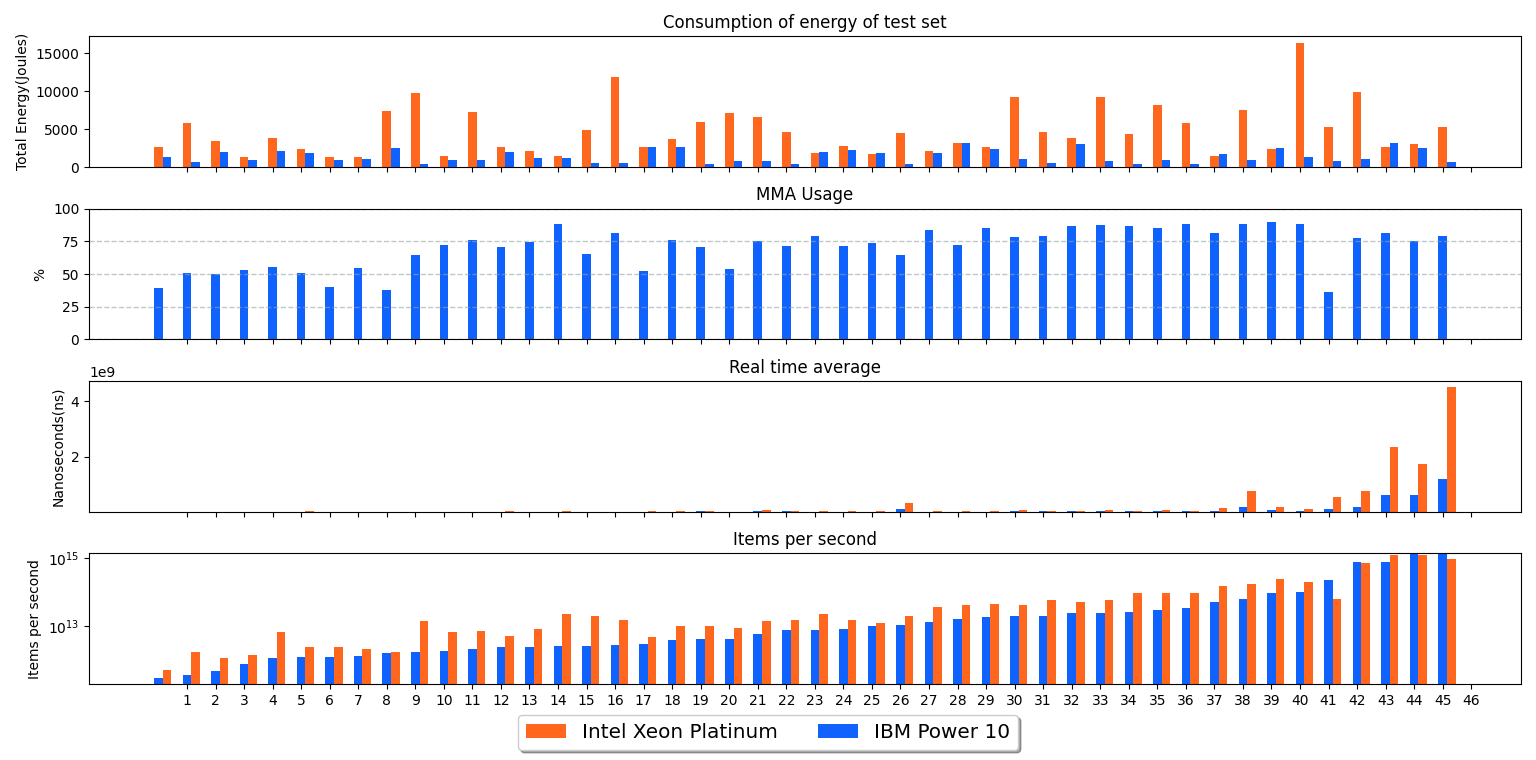 Consumption of energy of test set
Total Energy(Joules)
15000
10000
5000
0
MMA Usage
%
100
75
50
25
0
Real time average
1e9
Nanoseconds(ns)
4
2
Items per second
Items per second
10^15
10^13
1 2 3 4 5 6 7 8 9 10 11 12 13 14 15 16 17 18 19 20 21 22 23 24 25 26 27 28 29 30 31 32 33 34 35 36 37 38 39 40 41 42 43 44 45 46
Intel Xeon Platinum IBM Power 10